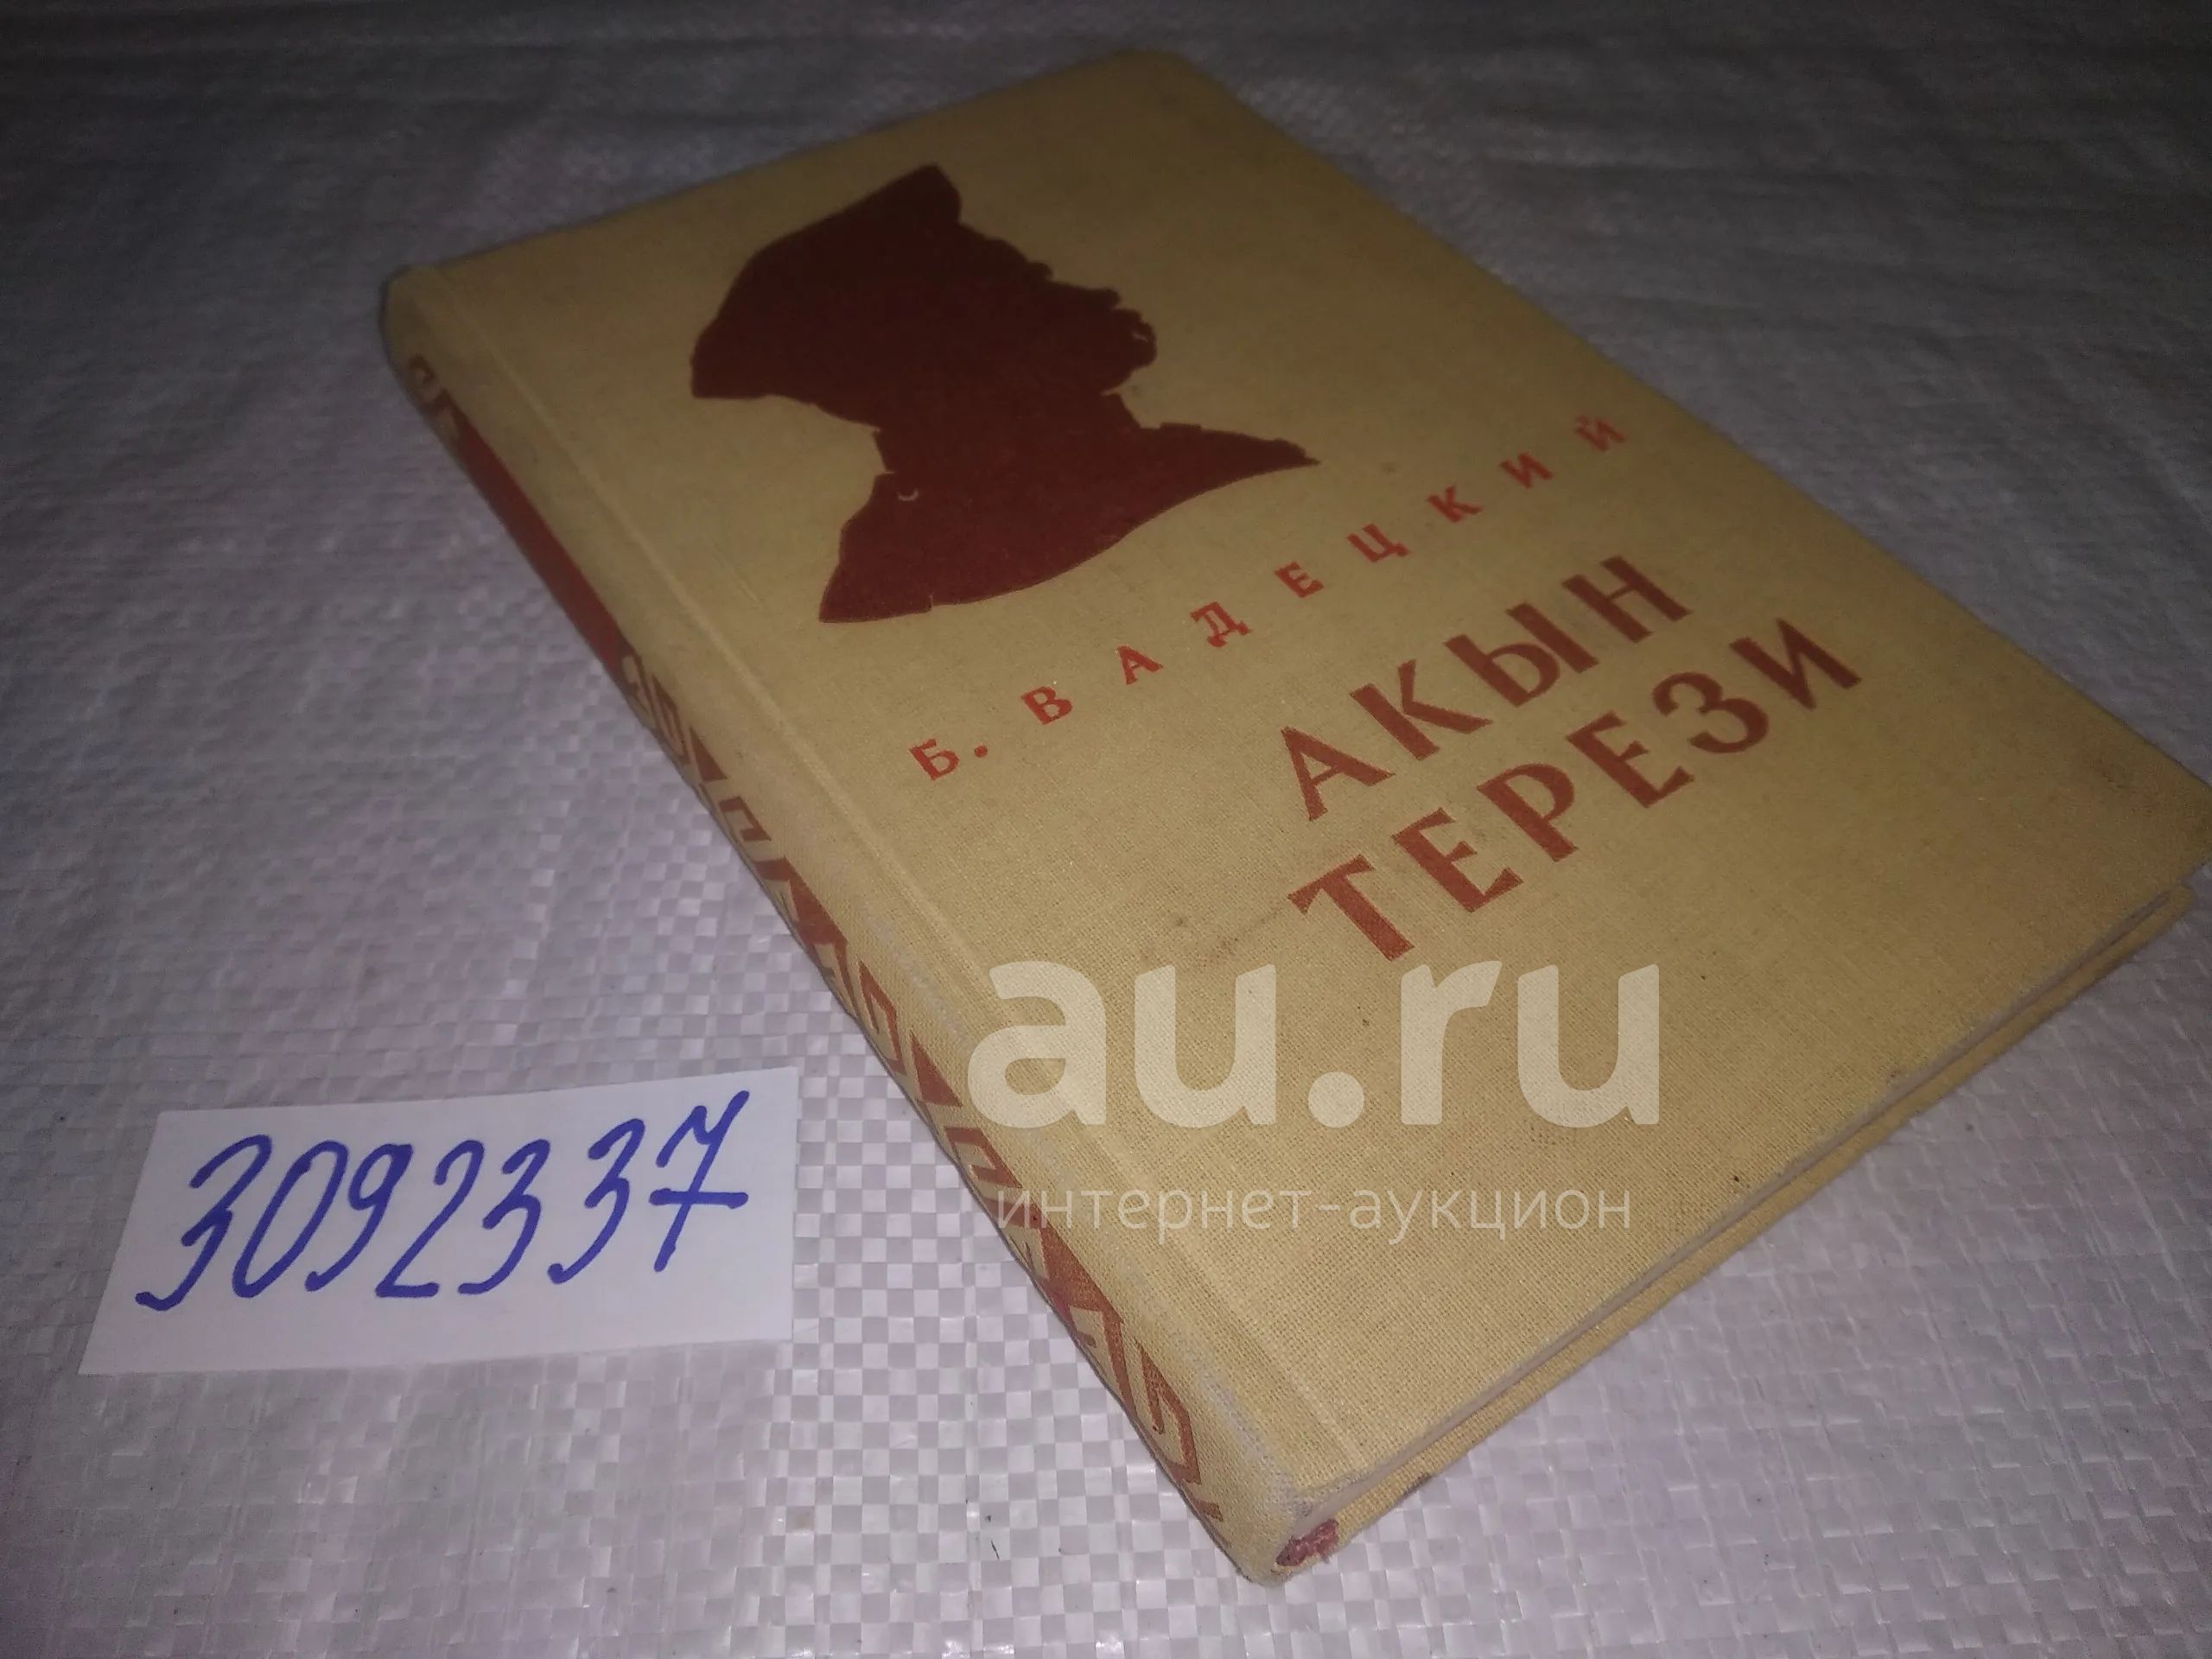 Б. ВАДЕЦКИЙ
АКЫН
ТЕРЕЗИ
au.ru
интернет-аукцион
3092337